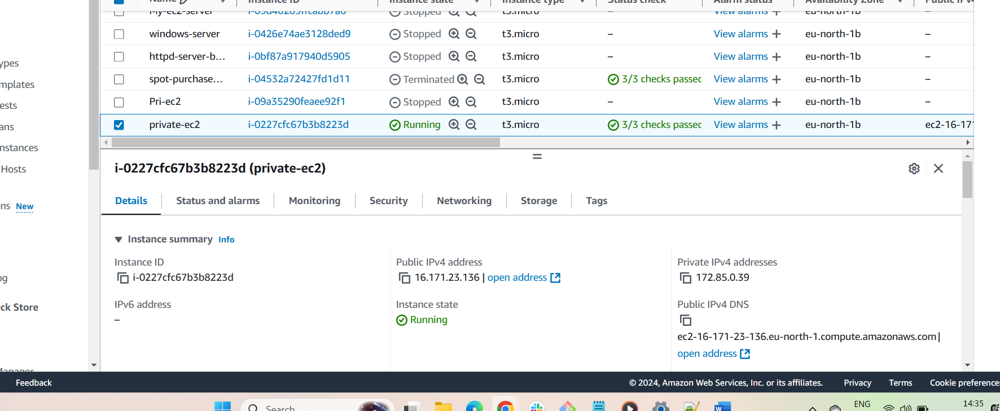 Name Instance ID Instance state Instance type Status check Alarm status Availability Zone Public IPv4
My-ec2-server Stopped View alarms eu-north-1b –
windows-server i-0426e74ae3128ded9 Stopped t3.micro – View alarms + eu-north-1b –
httpd-server-b... i-0bf87a917940d5905 Stopped t3.micro – View alarms + eu-north-1b –
spot-purchase... i-04532a72427fd1d11 Terminated t3.micro 3/3 checks passec View alarms + eu-north-1b –
Pri-ec2 i-09a35290feaee92f1 Stopped t3.micro – View alarms + eu-north-1b –
private-ec2 i-0227cfc67b3b8223d Running t3.micro 3/3 checks passec View alarms + eu-north-1b ec2-16-171
ypes
mplates
ests
ans
nstances
Hosts
ns New
og
ck Store
Manager
i-0227cfc67b3b8223d (private-ec2)
Details Status and alarms Monitoring Security Networking Storage Tags
Instance summary Info
Instance ID
i-0227cfc67b3b8223d
Public IPv4 address
16.171.23.136 | open address
Private IPv4 addresses
172.85.0.39
IPv6 address
–
Instance state
Running
Public IPv4 DNS
ec2-16-171-23-136.eu-north-1.compute.amazonaws.com |
open address
Feedback © 2024, Amazon Web Services, Inc. or its affiliates. Privacy Terms Cookie preferences
Search ENG 14:35